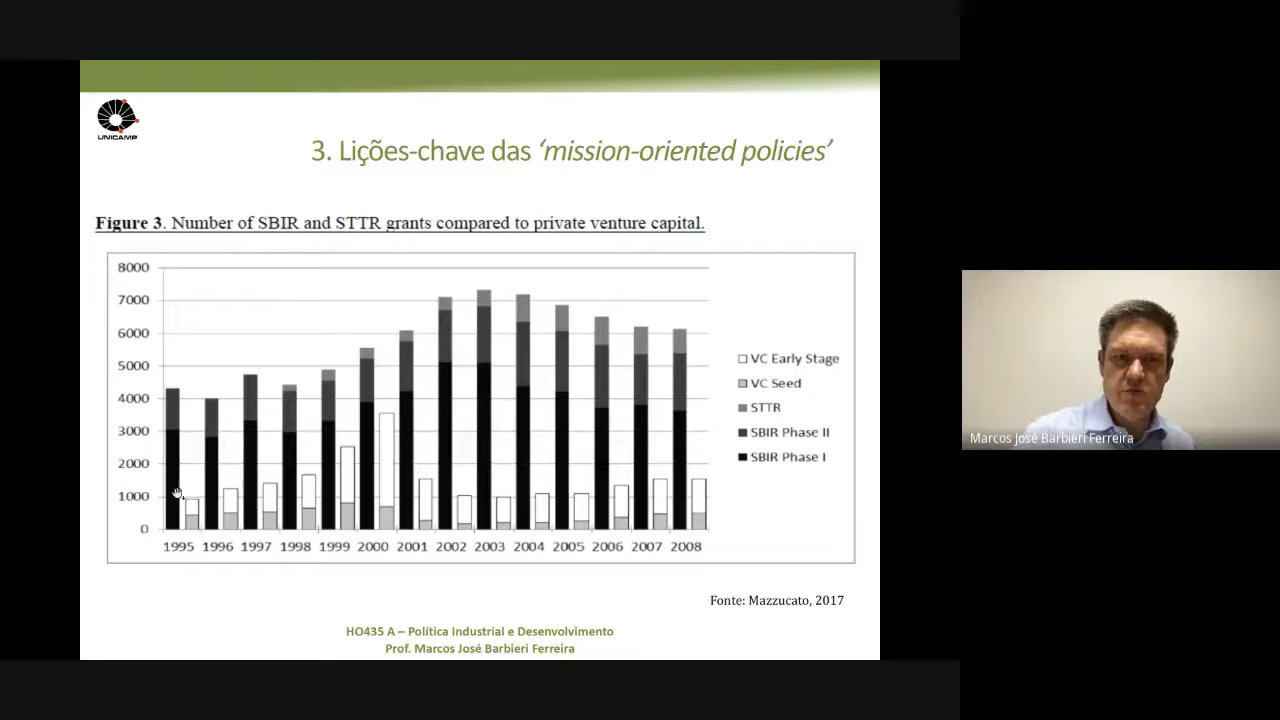 UNICAMP
3. Lições-chave das ‘mission-oriented policies’
Figure 3. Number of SBIR and STTR grants compared to private venture capital.
8000
7000
6000
5000
4000
3000
2000
1000
0
1995 1996 1997 1998 1999 2000 2001 2002 2003 2004 2005 2006 2007 2008
VC Early Stage
VC Seed
STTR
SBIR Phase II
SBIR Phase I
Fonte: Mazzucato, 2017
HO435 A – Política Industrial e Desenvolvimento
Prof. Marcos José Barbieri Ferreira
Marcos José Barbieri Ferreira